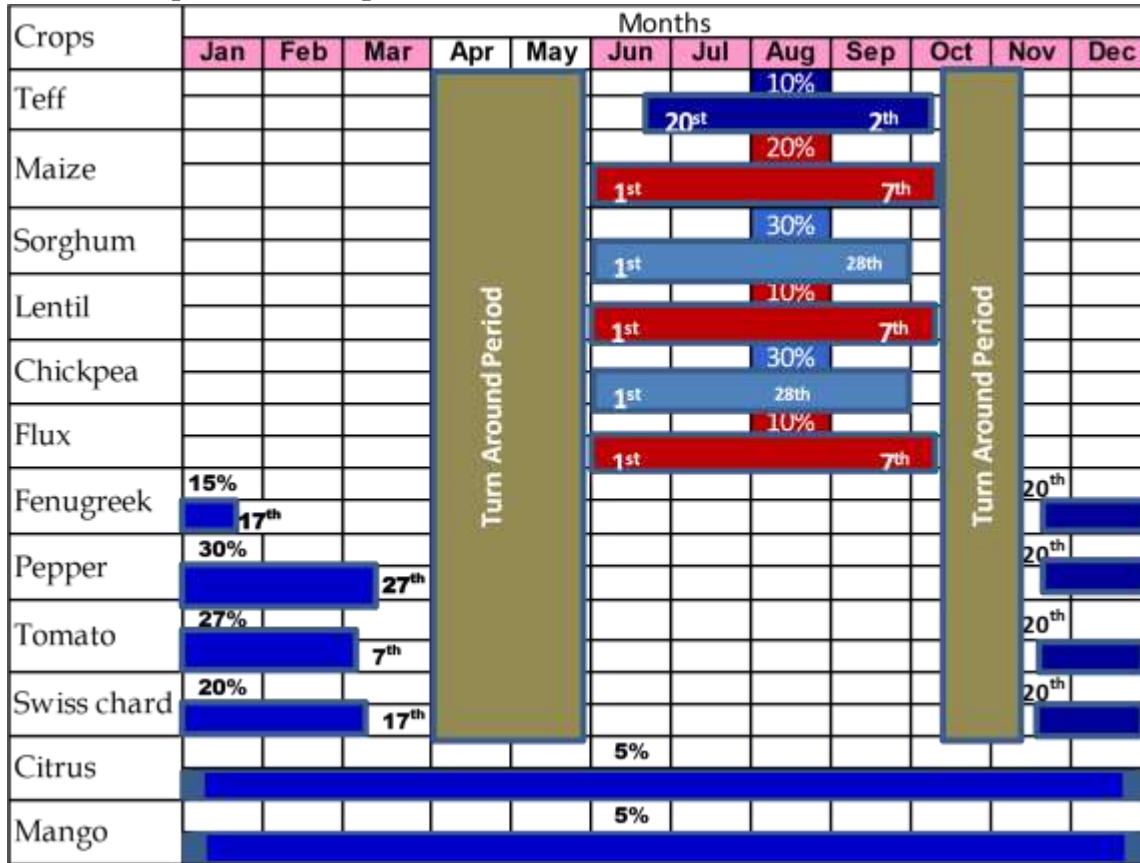 Crops Months
Jan Feb Mar Apr May Jun Jul Aug Sep Oct Nov Dec
Teff 10%
20st 2th
Maize 20%
1st 7th
Sorghum 30%
1st 28th
Lentil 10%
1st 7th
Chickpea 30%
1st 28th
Flux 10%
1st 7th
Turn Around Period
Turn Around Period
Fenugreek 15% 20th
17th
Pepper 30% 20th
27th
Tomato 27% 20th
7th
Swiss chard 20% 20th
17th
Citrus 5%
Mango 5%